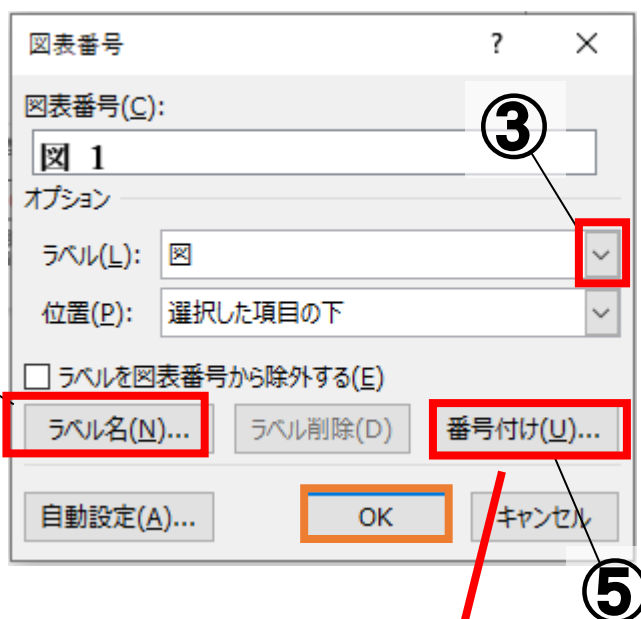 図表番号 ? ×
図表番号(C):
③
図 1
オプション
ラベル(L): 図
位置(P): 選択した項目の下
ラベルを図表番号から除外する(E)
ラベル名(N)... ラベル削除(D) 番号付け(U)...
自動設定(A)... OK キャンセル
⑤